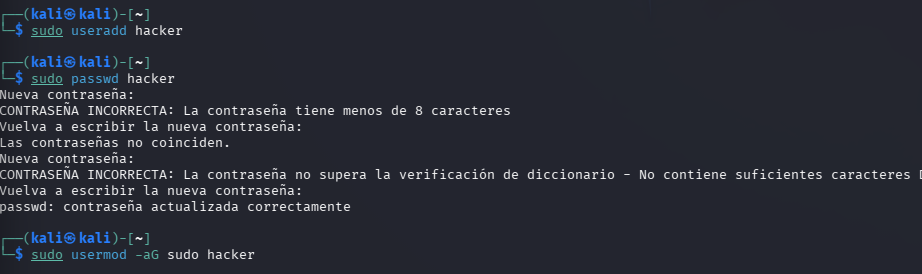 ┌──(kali㉿kali)-[~]
└─$ sudo useradd hacker
┌──(kali㉿kali)-[~]
└─$ sudo passwd hacker
Nueva contraseña:
CONTRASEÑA INCORRECTA: La contraseña tiene menos de 8 caracteres
Vuelva a escribir la nueva contraseña:
Las contraseñas no coinciden.
Nueva contraseña:
CONTRASEÑA INCORRECTA: La contraseña no supera la verificación de diccionario - No contiene suficientes caracteres
Vuelva a escribir la nueva contraseña:
passwd: contraseña actualizada correctamente
┌──(kali㉿kali)-[~]
└─$ sudo usermod -aG sudo hacker